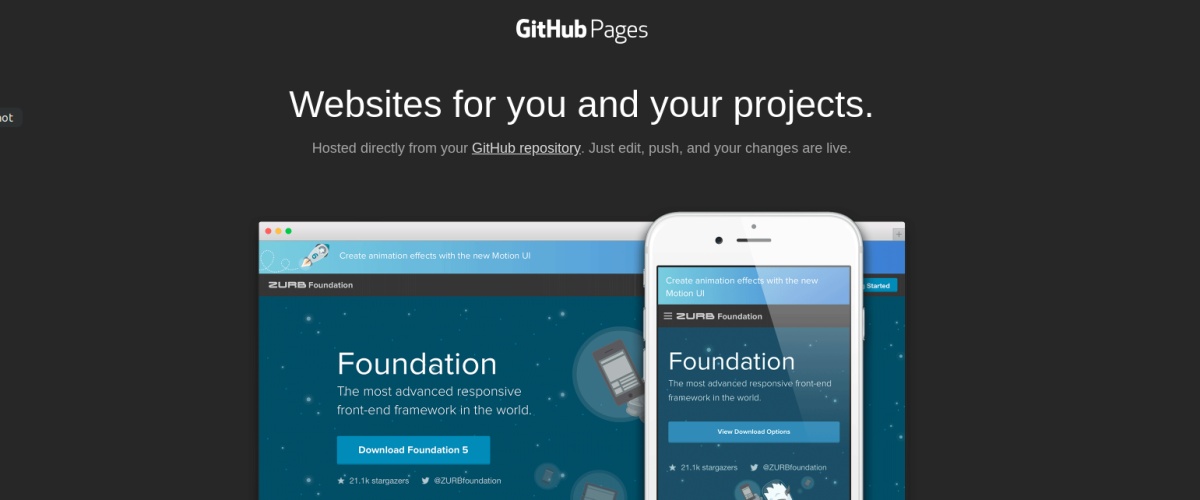 GitHub Pages
Websites for you and your projects.
Hosted directly from your GitHub repository. Just edit, push, and your changes are live.
Create animation effects with the new Motion UI
ZURB Foundation
Foundation
The most advanced responsive
front-end framework in the world.
Download Foundation 5
21.1k stargazers @ZURBfoundation
Create animation effects with the new
Motion UI
ZURB Foundation
Foundation
The most advanced responsive front-end
framework in the world.
View Download Options
21.1k stargazers @ZURBfoundation
Started